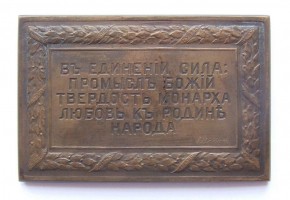 ВЪ ЕДИНЕНІИ СИЛА:
ПРОМЫСЛЪ БОЖІЙ
ТВЕРДОСТЬ МОНАРХА
ЛЮБОВЬ КЪ РОДИНѢ
НАРОДА